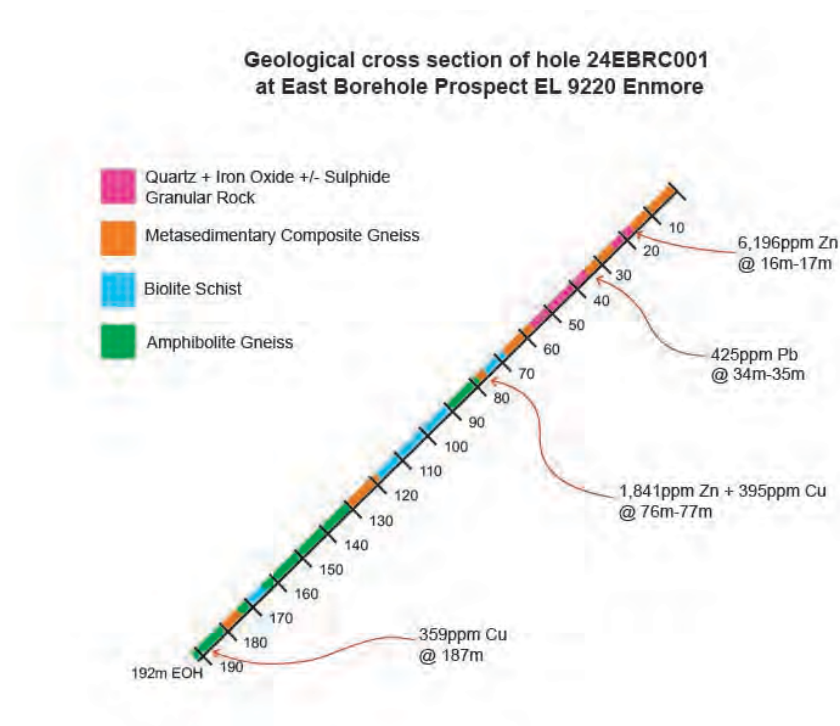 Geological cross section of hole 24EBRC001
at East Borehole Prospect EL 9220 Enmore
Quartz + Iron Oxide +/- Sulphide
Granular Rock
Metasedimentary Composite Gneiss
Biolite Schist
Amphibolite Gneiss
10
20
30
40
50
60
70
80
90
100
110
120
130
140
150
160
170
180
190
6,196ppm Zn
@ 16m-17m
425ppm Pb
@ 34m-35m
1,841ppm Zn + 395ppm Cu
@ 76m-77m
359ppm Cu
@ 187m
192m EOH